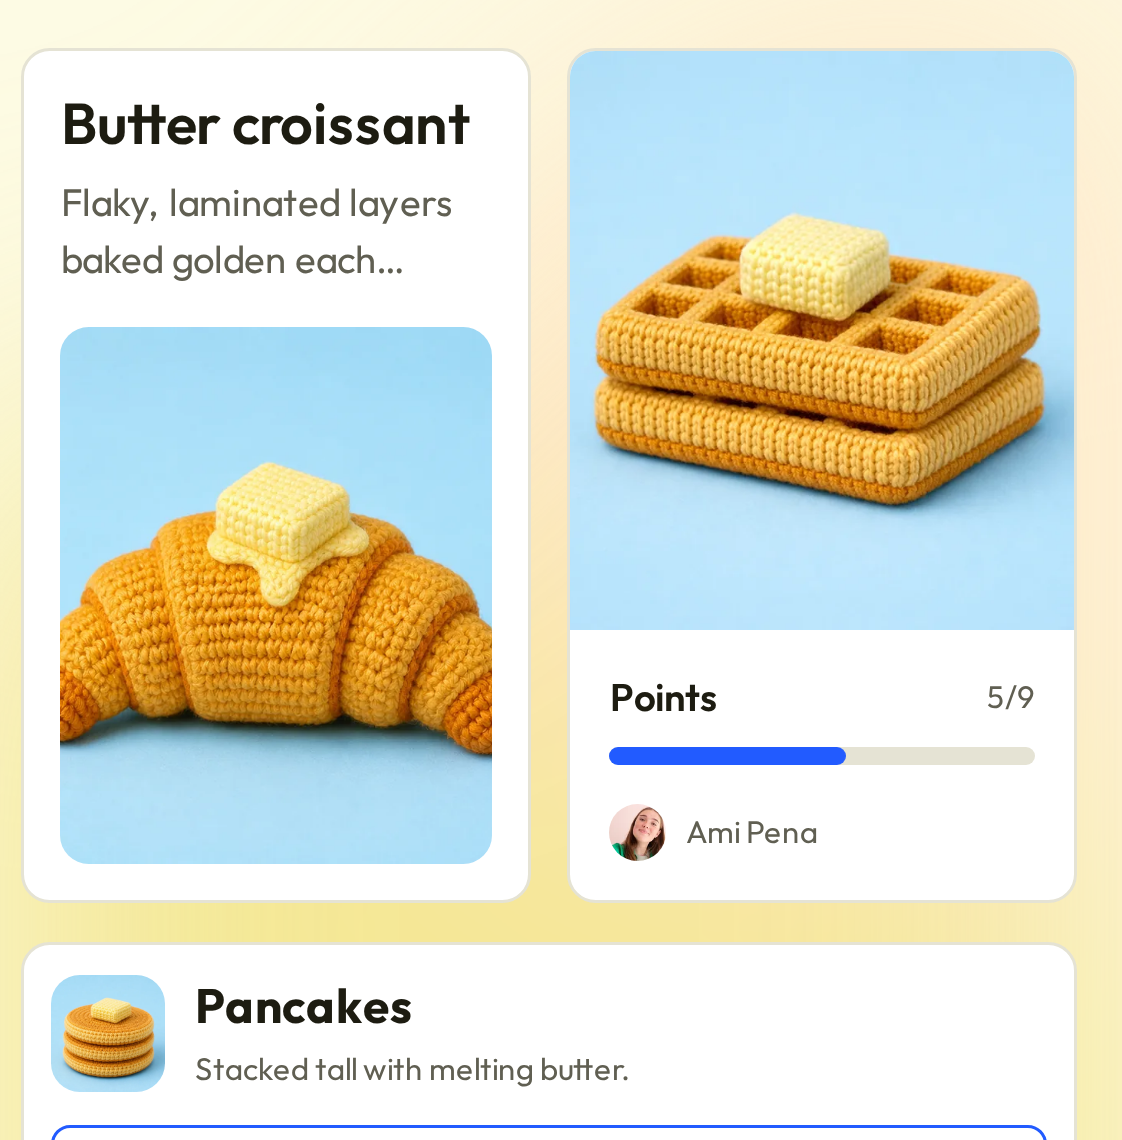 Butter croissant
Flaky, laminated layers
baked golden each...
Points
5/9
Ami Pena
Pancakes
Stacked tall with melting butter.